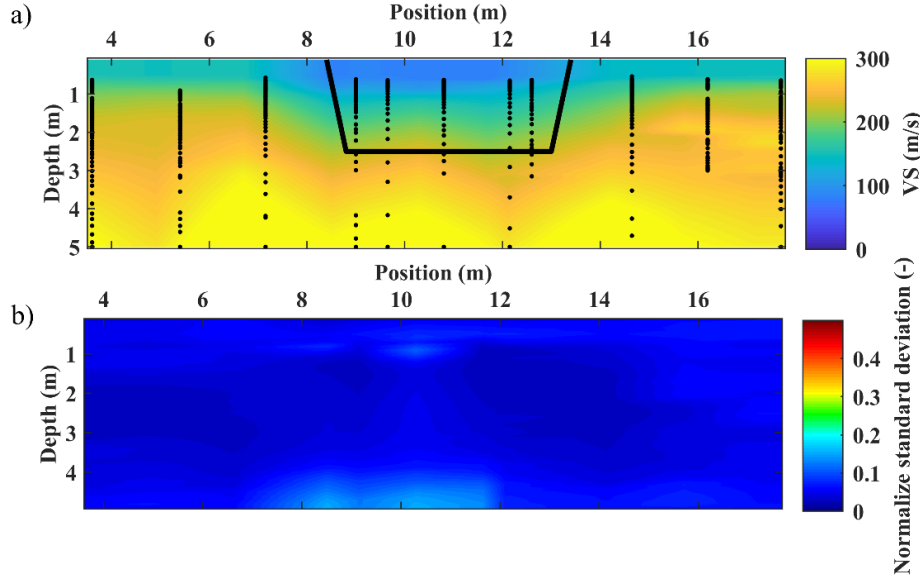 a)
Position (m)
4 6 8 10 12 14 16
Depth (m)
1
2
3
4
5
300
200
100
0
VS (m/s)
b)
Position (m)
4 6 8 10 12 14 16
Depth (m)
1
2
3
4
0.4
0.3
0.2
0.1
0
Normalize standard deviation (-)